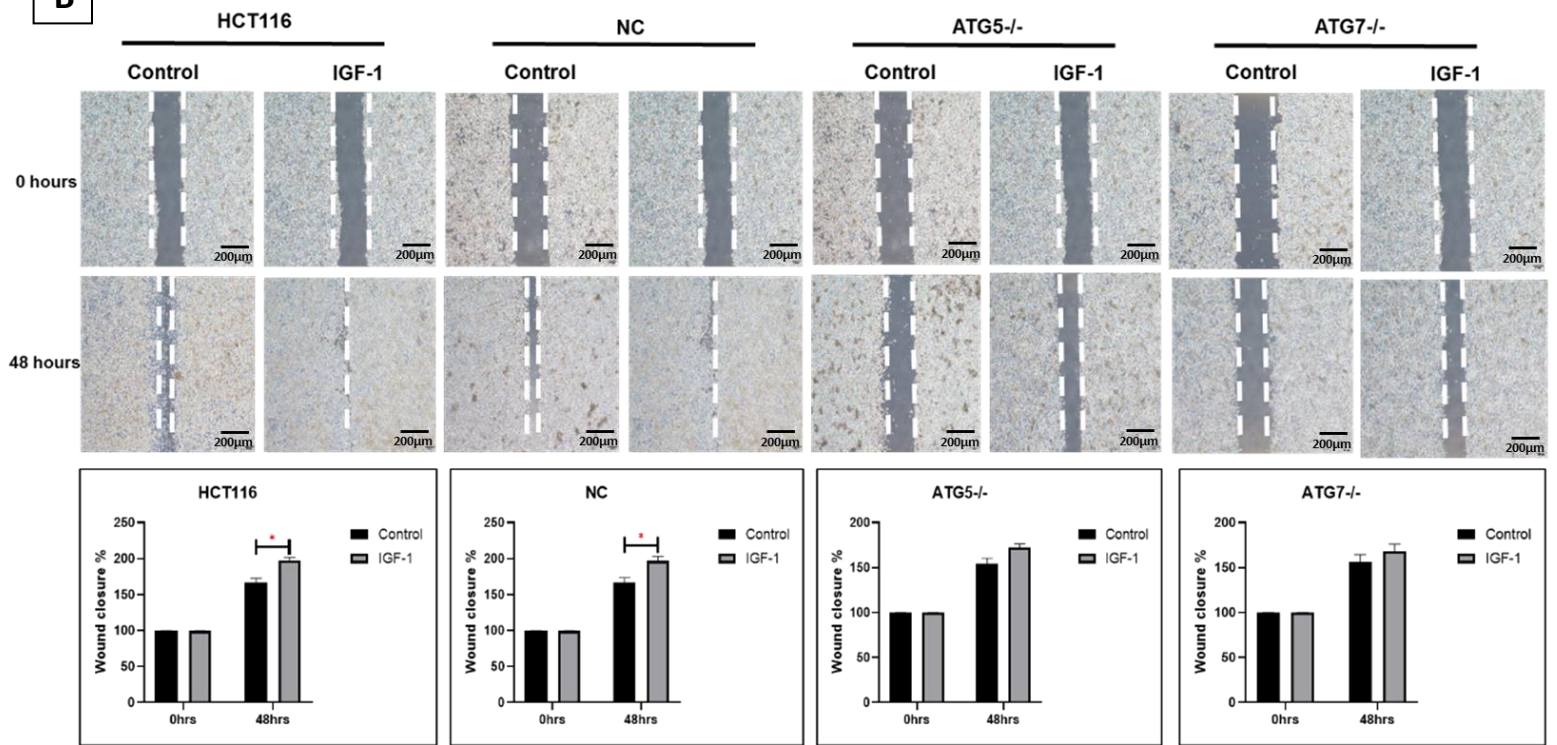 B
HCT116 NC ATG5-/- ATG7-/-
Control IGF-1 Control Control IGF-1 Control IGF-1
0 hours
200μm 200μm 200μm 200μm 200μm 200μm 200μm 200μm
48 hours
200μm 200μm 200μm 200μm 200μm 200μm 200μm 200μm
HCT116
250
200
150
100
50
0
Wound closure %
*
Control
IGF-1
0hrs 48hrs
NC
250
200
150
100
50
0
Wound closure %
*
Control
IGF-1
0hrs 48hrs
ATG5-/-
200
150
100
50
0
Wound closure %
Control
IGF-1
0hrs 48hrs
ATG7-/-
200
150
100
50
0
Wound closure %
Control
IGF-1
0hrs 48hrs